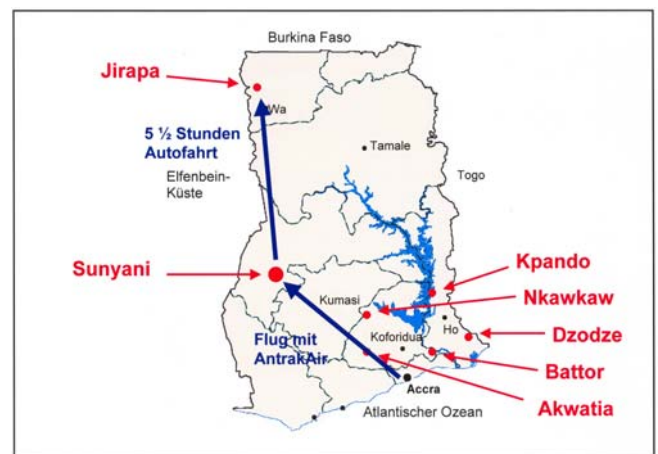 Burkina Faso
Jirapa
Wa
5 ½ Stunden
Autofahrt
Tamale
Elfenbein-
Küste
Togo
Sunyani
Kpando
Kumasi
Nkawkaw
Ho
Dzodze
Flug mit
AntrakAir
Koforidua
Battor
Accra
Akwatia
Atlantischer Ozean